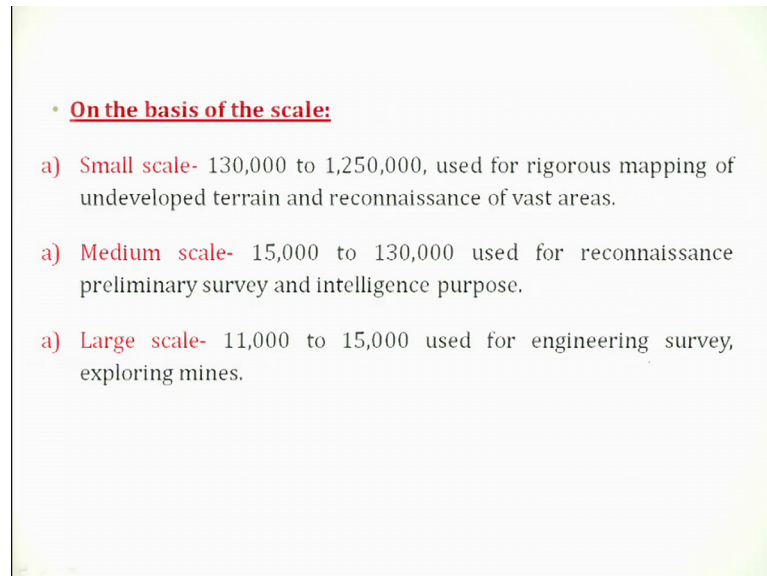 • On the basis of the scale:
a) Small scale- 130,000 to 1,250,000, used for rigorous mapping of
undeveloped terrain and reconnaissance of vast areas.
a) Medium scale- 15,000 to 130,000 used for reconnaissance
preliminary survey and intelligence purpose.
a) Large scale- 11,000 to 15,000 used for engineering survey,
exploring mines.